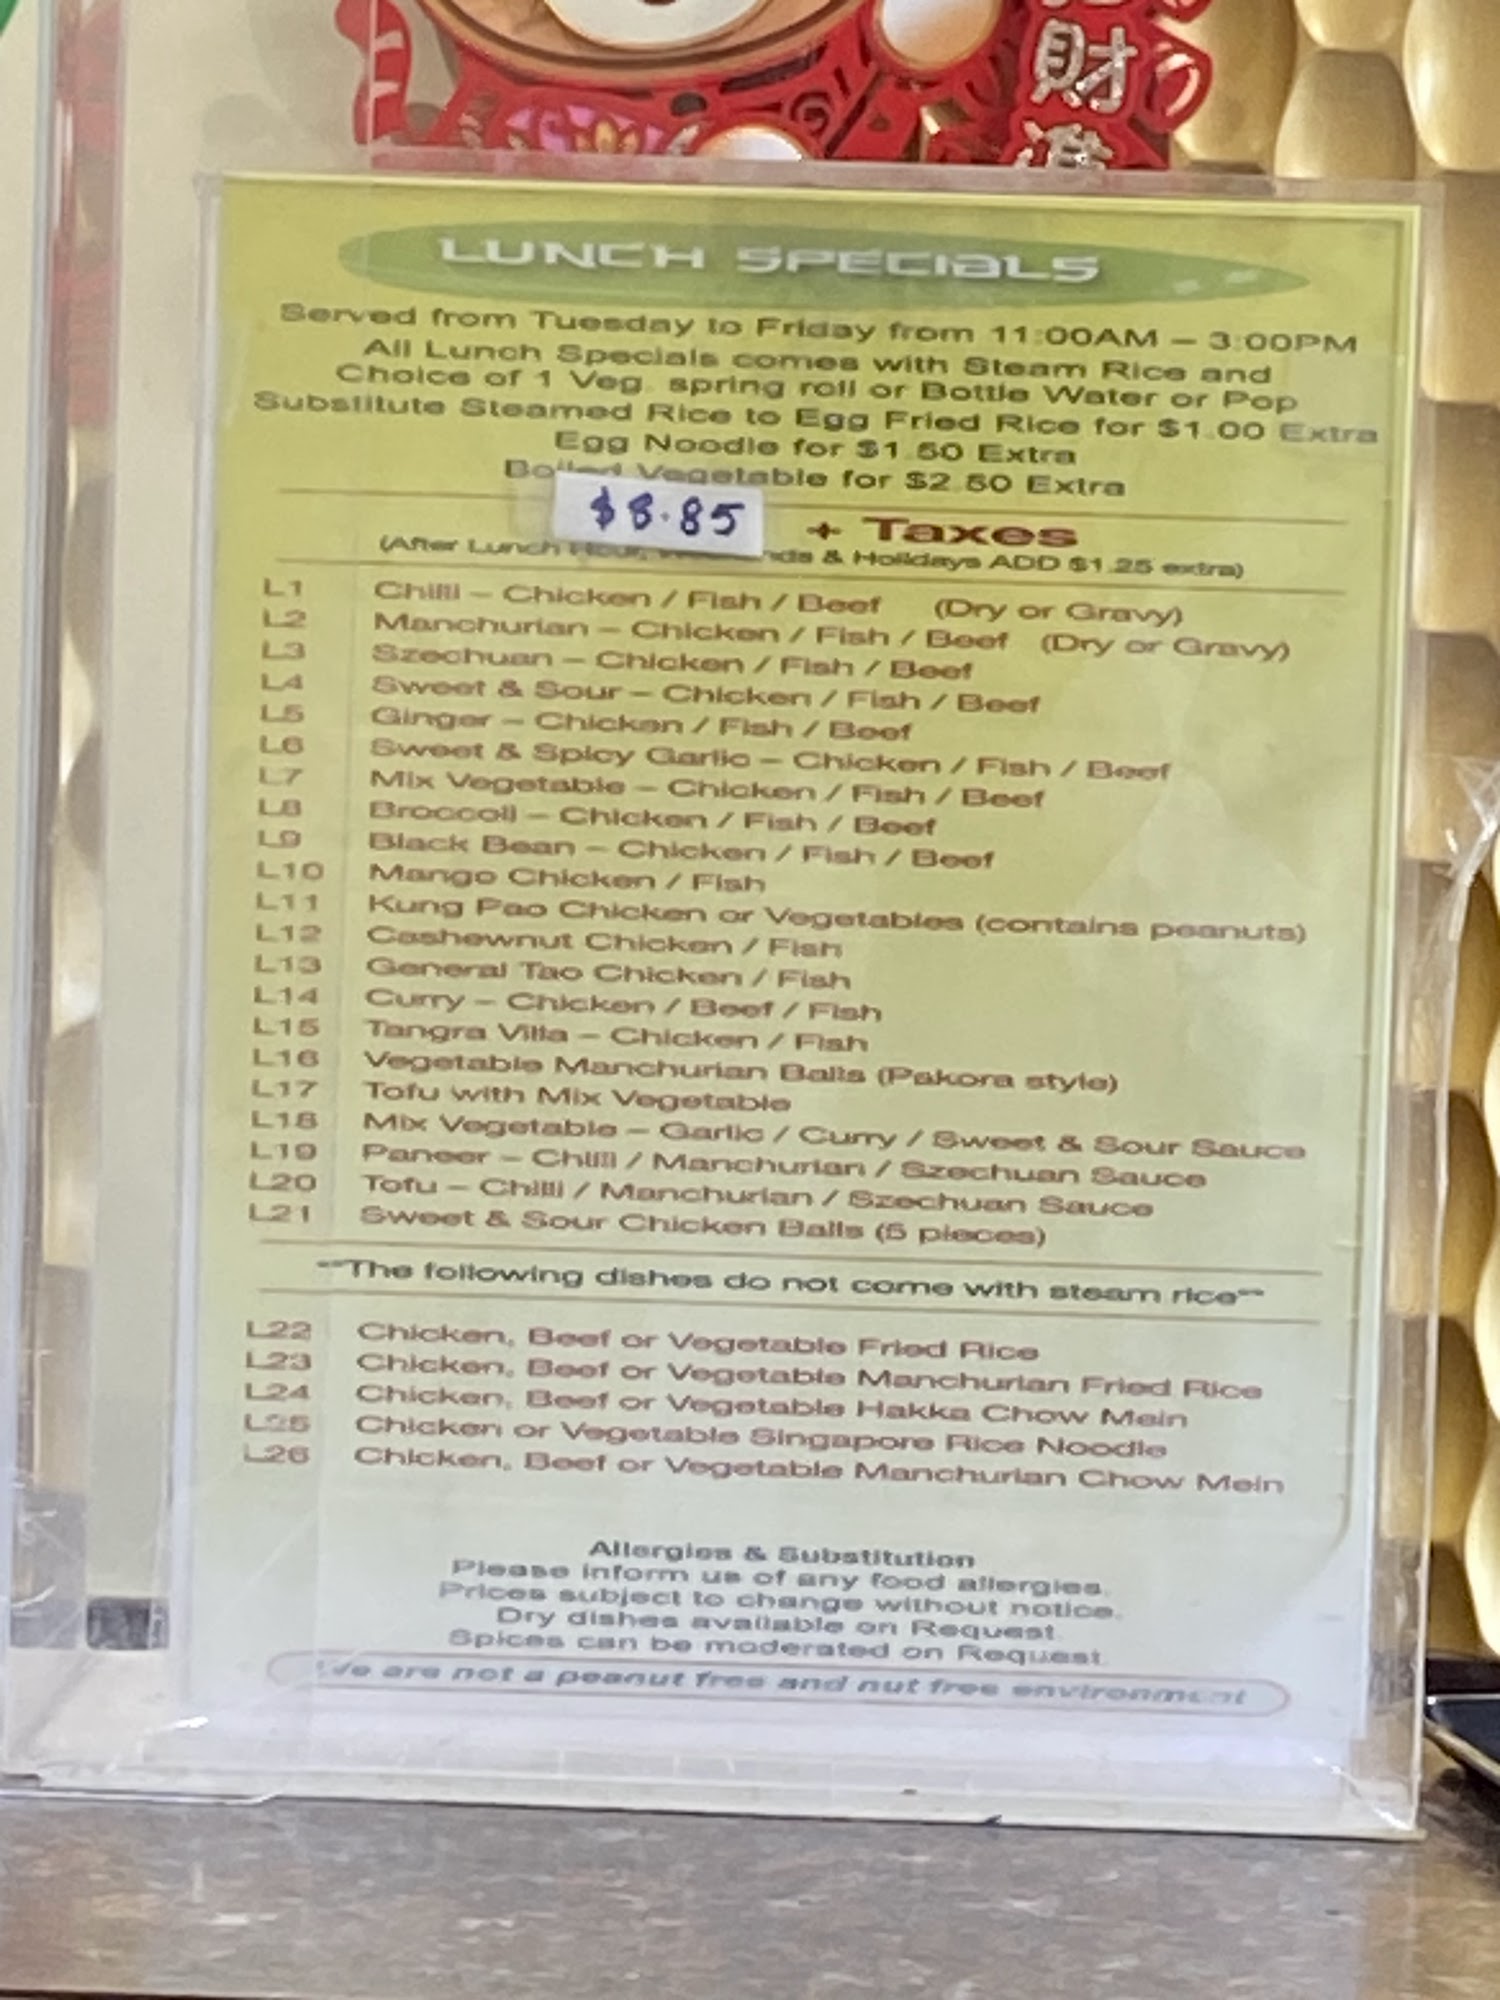 財
進
LUNCH SPECIALS
Served from Tuesday to Friday from 11:00AM – 3:00PM
All Lunch Specials comes with Steam Rice and
Choice of 1 Veg. spring roll or Bottle Water or Pop
Substitute Steamed Rice to Egg Fried Rice for $1.00 Extra
Egg Noodle for $1.50 Extra
Boiled Vegetable for $2.50 Extra
$8.85 + Taxes
(After Lunch Hour, & Holidays ADD $1.25 extra)
L1 Chilli – Chicken / Fish / Beef (Dry or Gravy)
L2 Manchurian – Chicken / Fish / Beef (Dry or Gravy)
L3 Szechuan – Chicken / Fish / Beef
L4 Sweet & Sour – Chicken / Fish / Beef
L5 Ginger – Chicken / Fish / Beef
L6 Sweet & Spicy Garlic – Chicken / Fish / Beef
L7 Mix Vegetable – Chicken / Fish / Beef
L8 Broccoli – Chicken / Fish / Beef
L9 Black Bean – Chicken / Fish / Beef
L10 Mango Chicken / Fish
L11 Kung Pao Chicken or Vegetables (contains peanuts)
L12 Cashewnut Chicken / Fish
L13 General Tao Chicken / Fish
L14 Curry – Chicken / Beef / Fish
L15 Tangra Villa – Chicken / Fish
L16 Vegetable Manchurian Balls (Pakora style)
L17 Tofu with Mix Vegetable
L18 Mix Vegetable – Garlic / Curry / Sweet & Sour Sauce
L19 Paneer – Chilli / Manchurian / Szechuan Sauce
L20 Tofu – Chilli / Manchurian / Szechuan Sauce
L21 Sweet & Sour Chicken Balls (5 pieces)
**The following dishes do not come with steam rice**
L22 Chicken, Beef or Vegetable Fried Rice
L23 Chicken, Beef or Vegetable Manchurian Fried Rice
L24 Chicken, Beef or Vegetable Hakka Chow Mein
L25 Chicken or Vegetable Singapore Rice Noodle
L26 Chicken, Beef or Vegetable Manchurian Chow Mein
Allergies & Substitution
Please inform us of any food allergies.
Prices subject to change without notice.
Dry dishes available on Request.
Spices can be moderated on Request.
We are not a peanut free and nut free environment